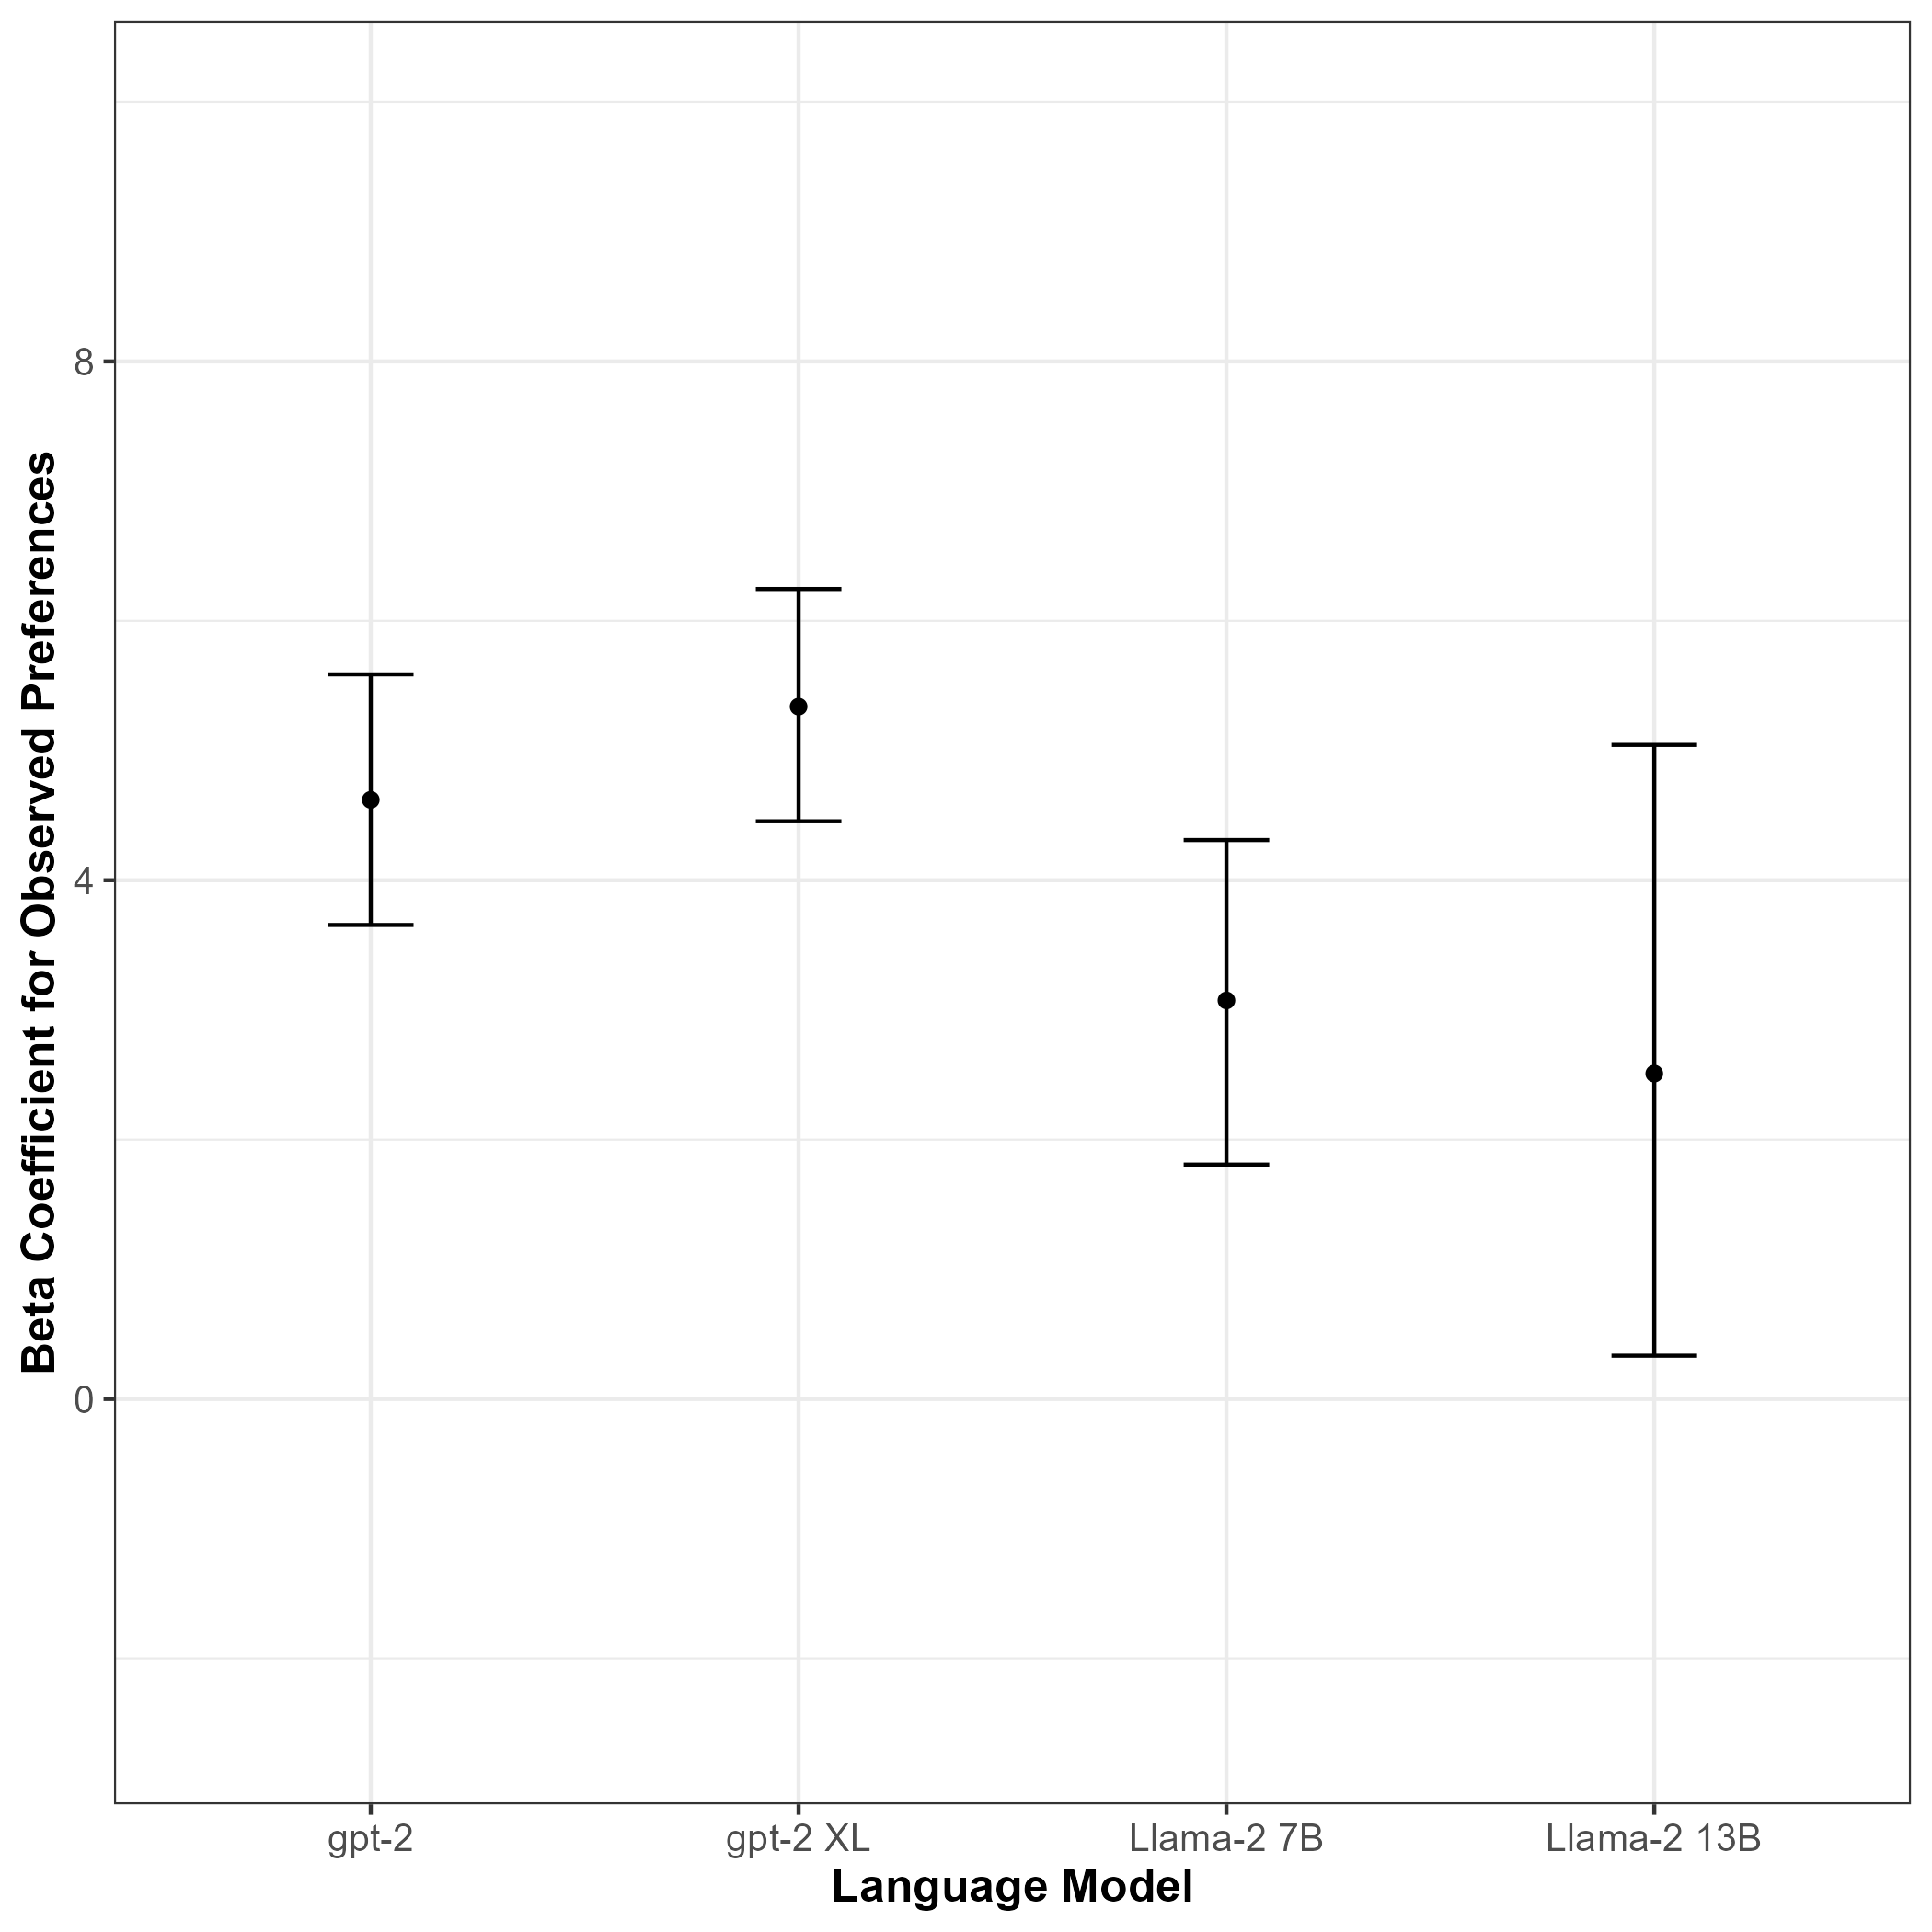 Beta Coefficient for Observed Preferences
8
4
0
gpt-2
gpt-2 XL
Llama-2 7B
Llama-2 13B
Language Model